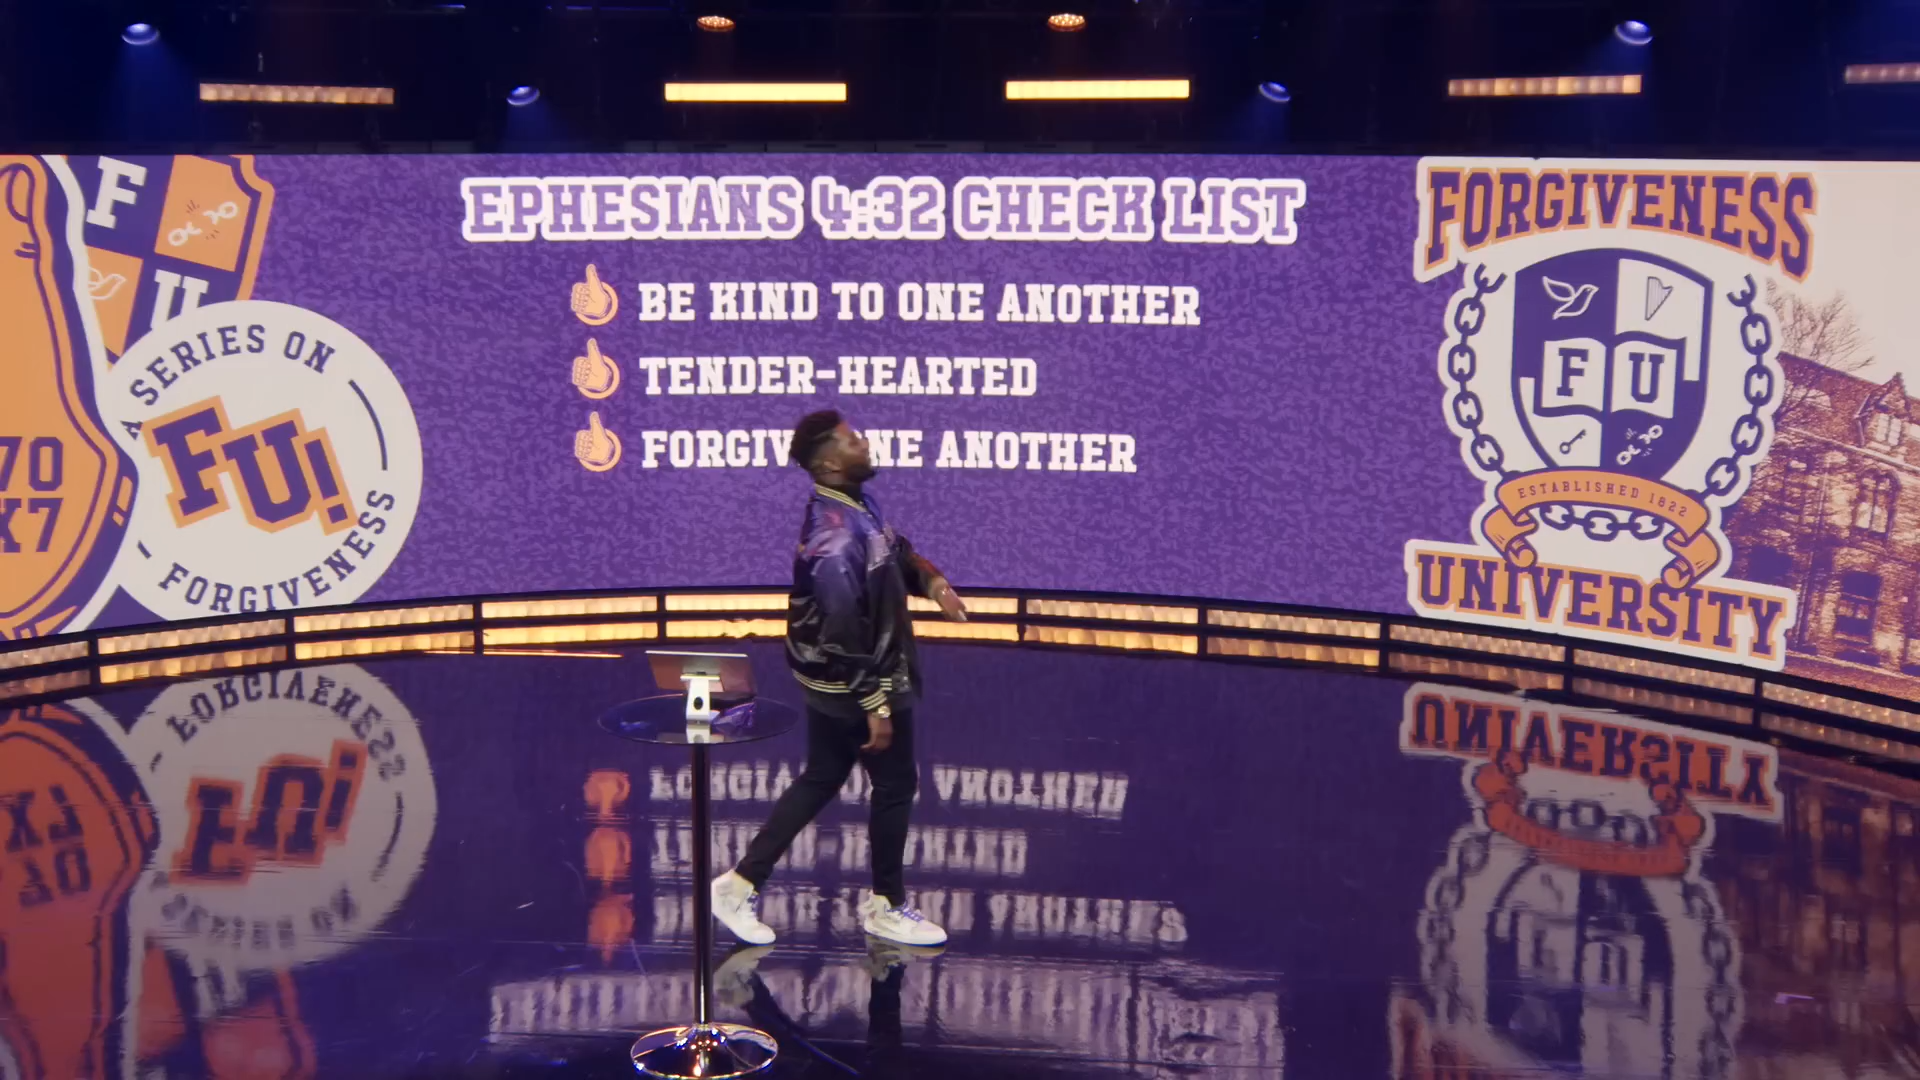 EPHESIANS 4:32 CHECK LIST
BE KIND TO ONE ANOTHER
TENDER-HEARTED
FORGIV NE ANOTHER
F
U
70
X7
A SERIES ON
FU!
FORGIVENESS
FORGIVENESS
F U
ESTABLISHED 1822
UNIVERSITY